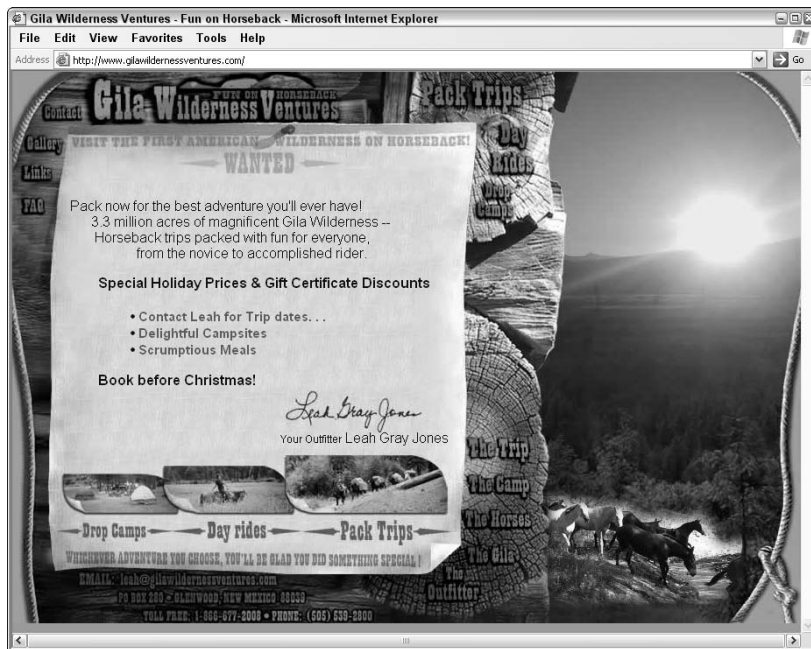 Gila Wilderness Ventures - Fun on Horseback - Microsoft Internet Explorer
File Edit View Favorites Tools Help
Address http://www.gilawildernessventures.com/ Go
Contact
Gallery
Links
FAQ
FUN ON HORSEBACK
Gila Wilderness Ventures
VISIT THE FIRST AMERICAN WILDERNESS ON HORSEBACK!
WANTED
Pack now for the best adventure you'll ever have!
3.3 million acres of magnificent Gila Wilderness --
Horseback trips packed with fun for everyone,
from the novice to accomplished rider.
Special Holiday Prices & Gift Certificate Discounts
• Contact Leah for Trip dates. . .
• Delightful Campsites
• Scrumptious Meals
Book before Christmas!
Leah Gray Jones
Your Outfitter Leah Gray Jones
Drop Camps Day rides Pack Trips
WHICHEVER ADVENTURE YOU CHOOSE, YOU'LL BE GLAD YOU DID SOMETHING SPECIAL!
EMAIL: leah@gilawildernessventures.com
PO BOX 280 • GLENWOOD, NEW MEXICO 88039
TOLL FREE: 1-866-677-2008 • PHONE: (505) 539-2800
Pack Trips
Day
Rides
Drop
Camps
The Trip
The Camp
The Horses
The Gila
The
Outfitter